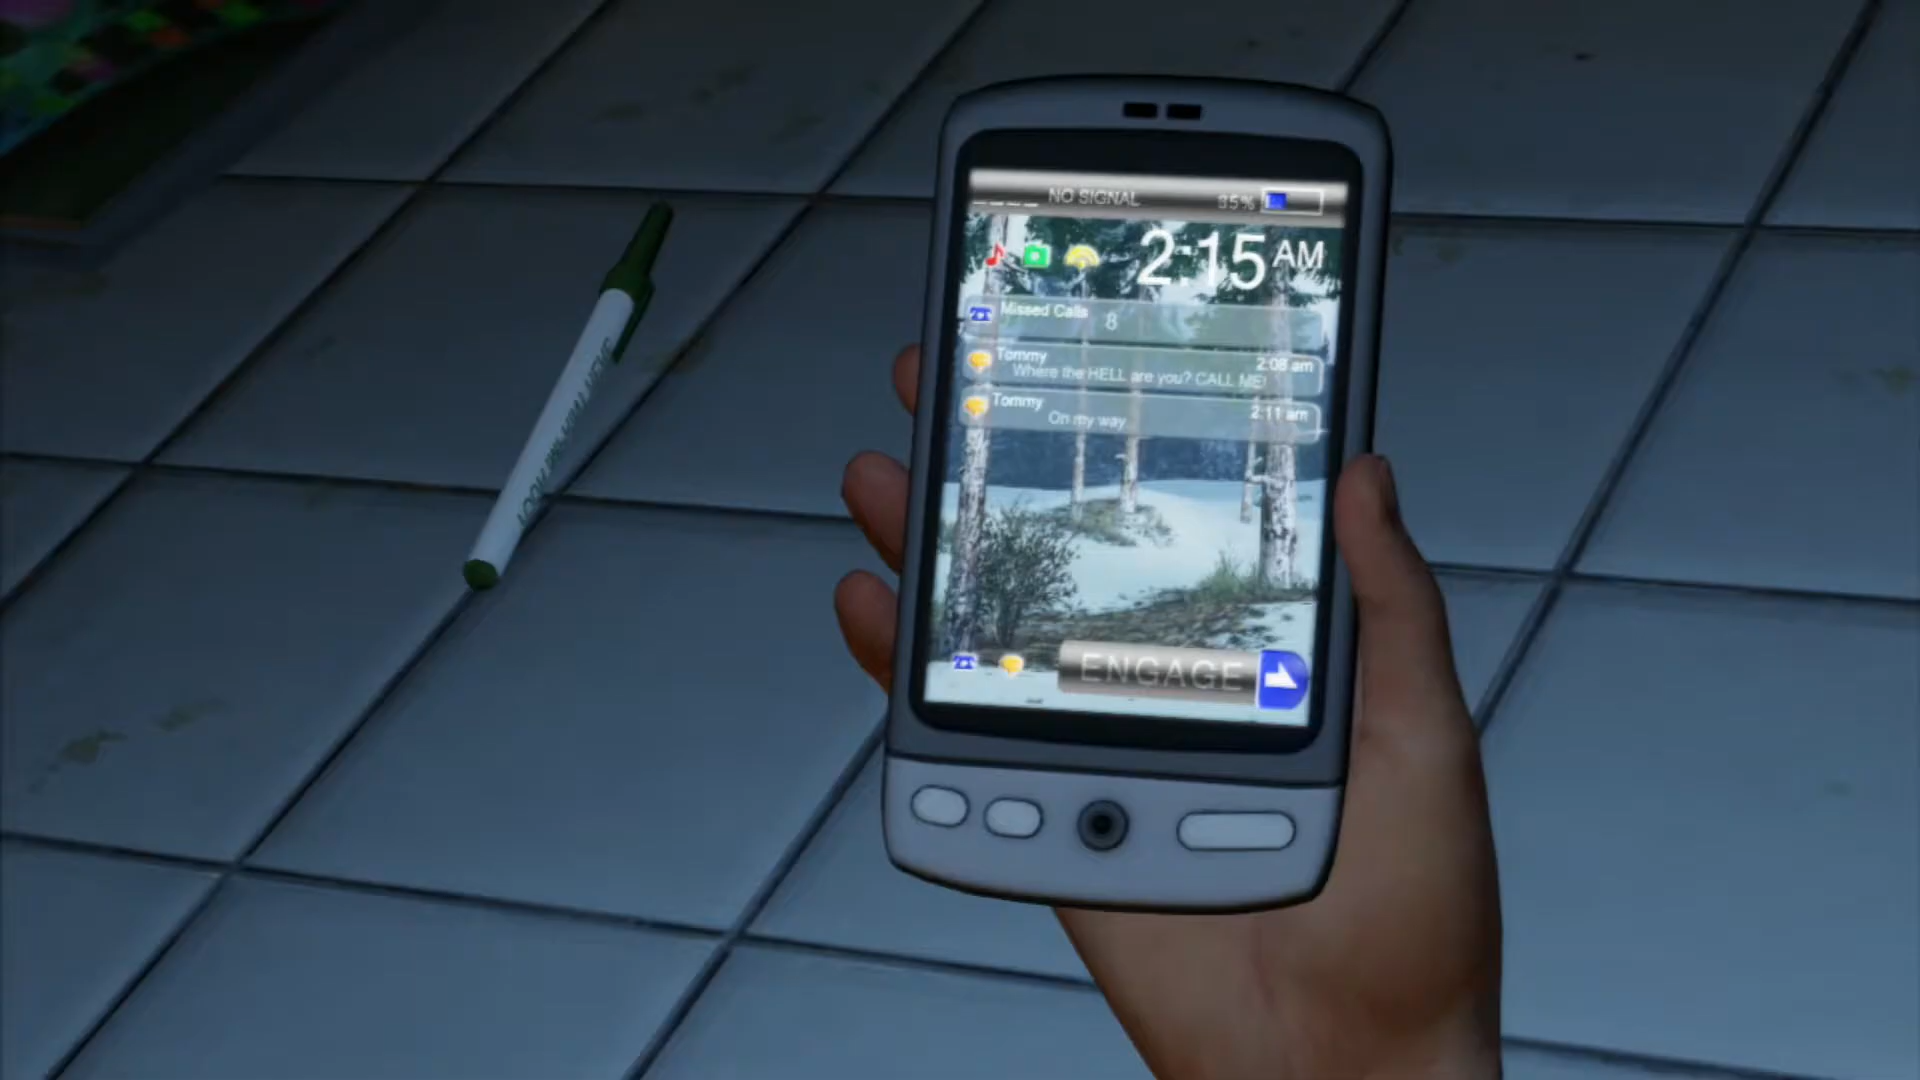 NO SIGNAL 35%
2:15 AM
Missed Calls
8
Tommy 2:08 am
Where the HELL are you? CALL ME!
Tommy 2:11 am
On my way
ENGAGE